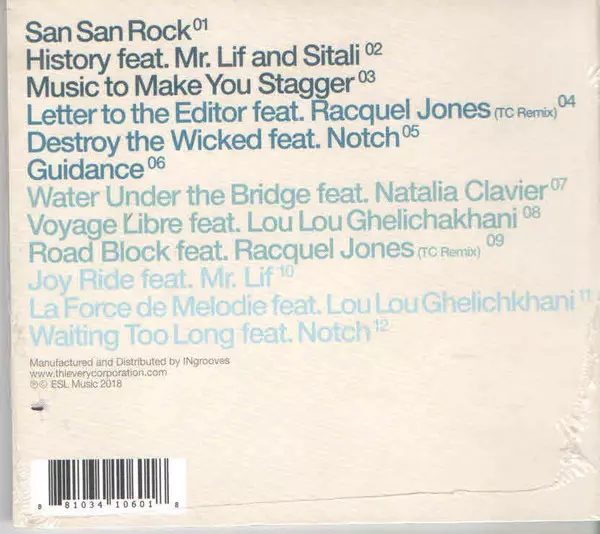 San San Rock 01
History feat. Mr. Lif and Sitali 02
Music to Make You Stagger 03
Letter to the Editor feat. Racquel Jones (TC Remix) 04
Destroy the Wicked feat. Notch 05
Guidance 06
Water Under the Bridge feat. Natalia Clavier 07
Voyage Libre feat. Lou Lou Ghelichakhani 08
Road Block feat. Racquel Jones (TC Remix) 09
Joy Ride feat. Mr. Lif 10
La Force de Melodie feat. Lou Lou Ghelichkhani 11
Waiting Too Long feat. Notch 12
Manufactured and Distributed by INgrooves
www.thieverycorporation.com
℗© ESL Music 2018
8 81034 10601 8